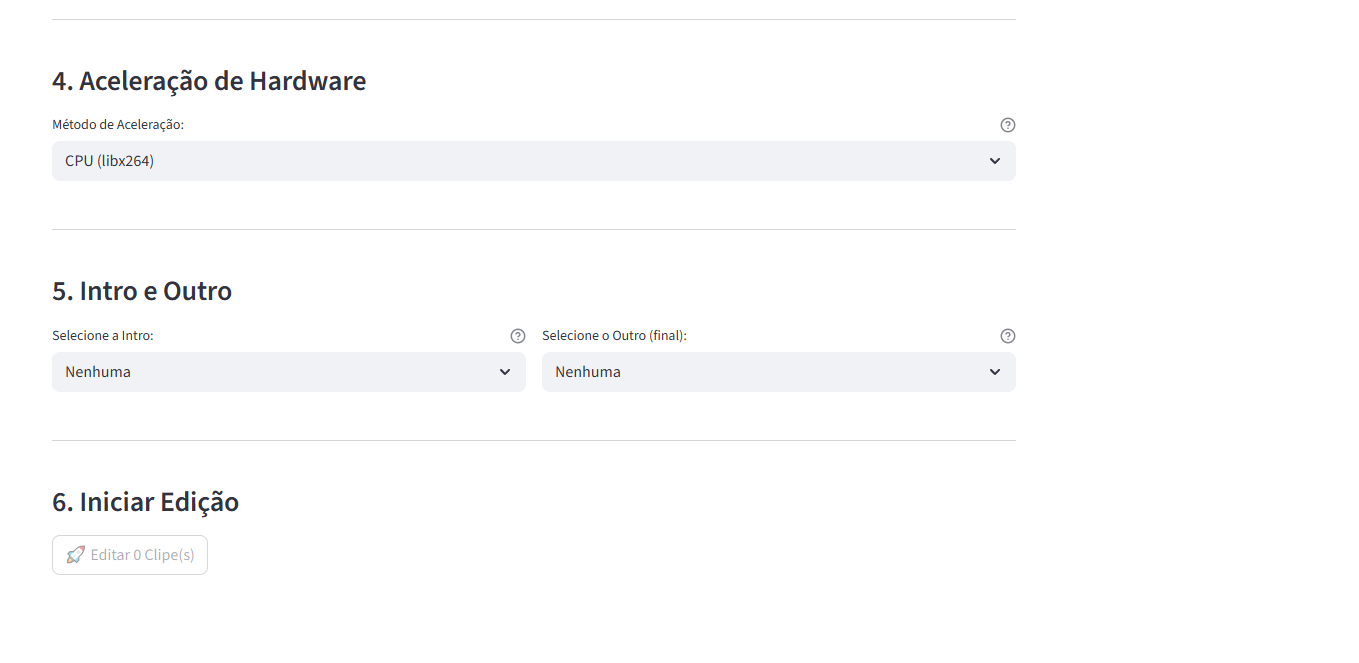 4. Aceleração de Hardware
Método de Aceleração:
CPU (libx264)
5. Intro e Outro
Selecione a Intro:
Selecione o Outro (final):
Nenhuma
Nenhuma
6. Iniciar Edição
🚀 Editar 0 Clipe(s)